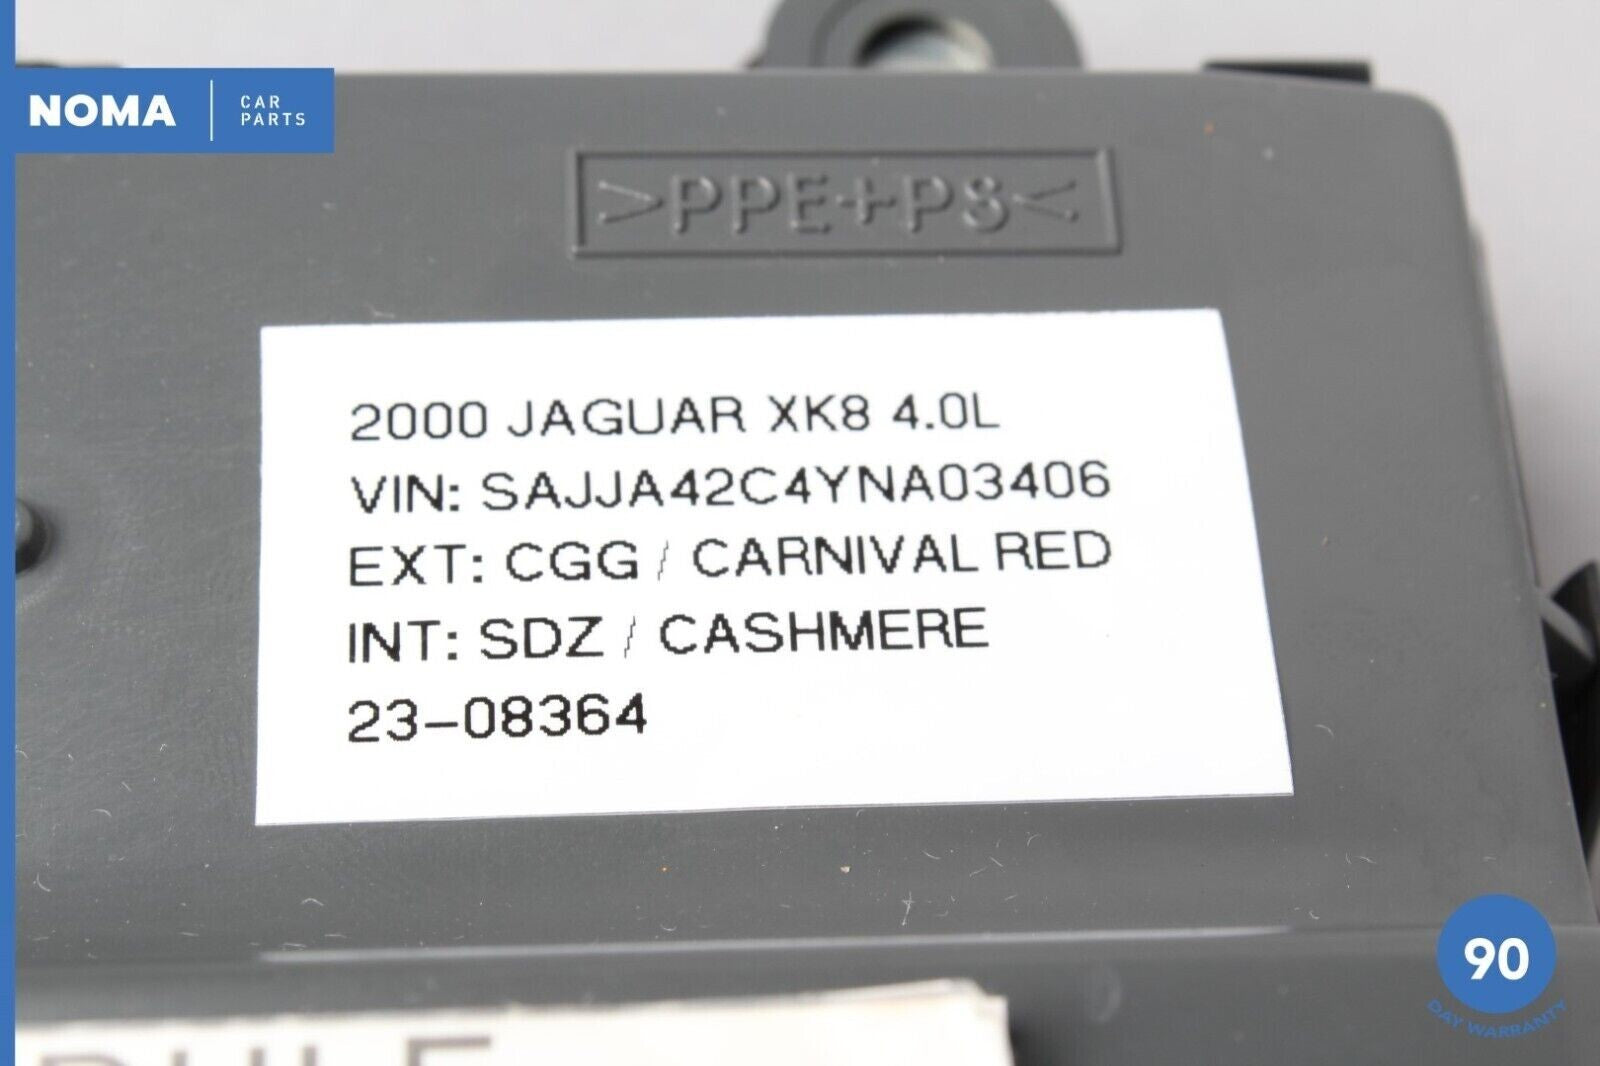 NOMA
CAR
PARTS
>PPE+PS<
2000 JAGUAR XK8 4.0L
VIN: SAJJA42C4YNA03406
EXT: CGG / CARNIVAL RED
INT: SDZ / CASHMERE
23-08364
90
DAY WARRANTY